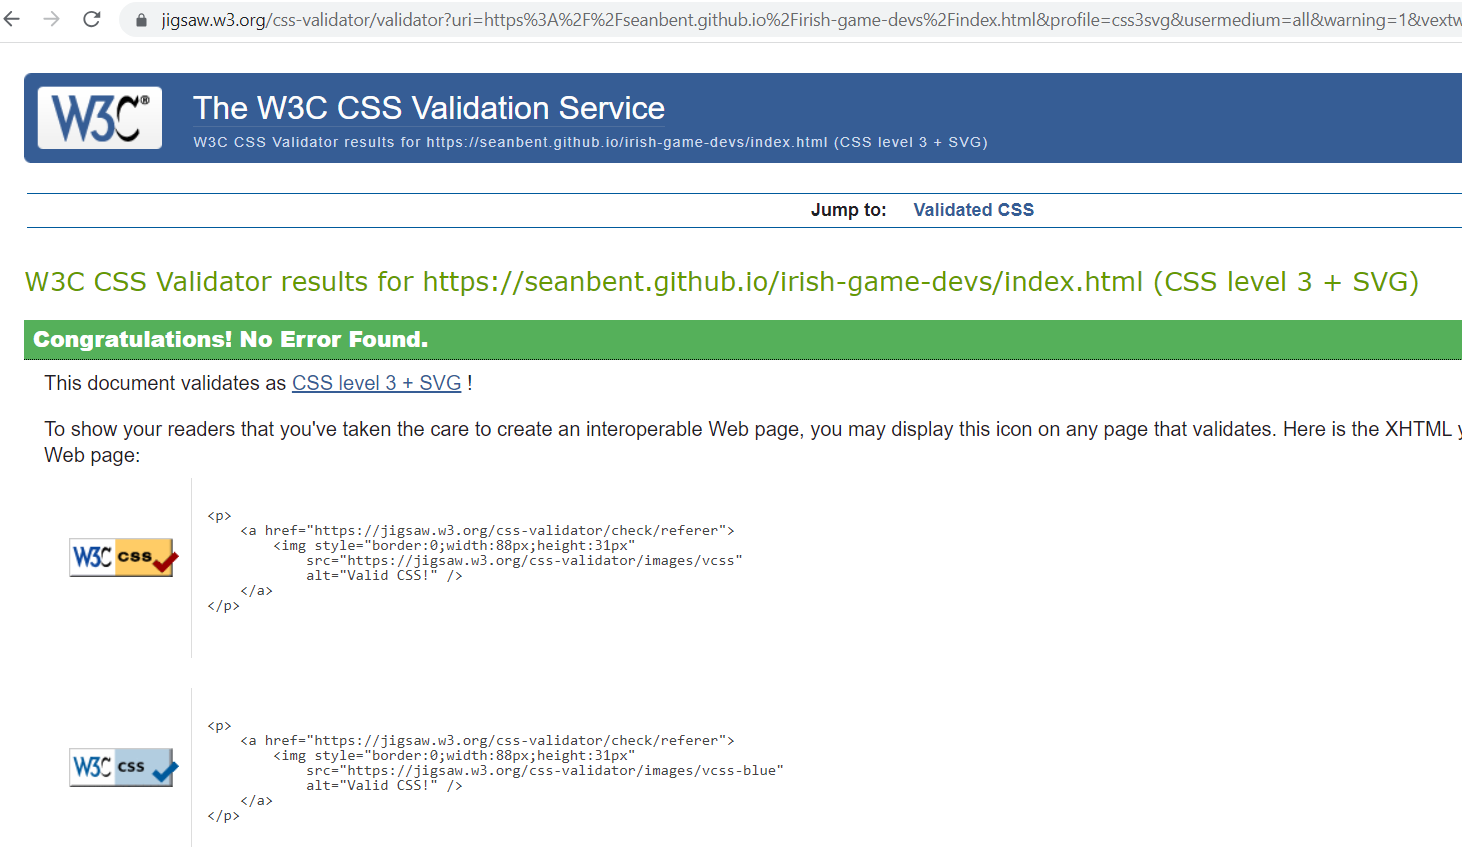 jigsaw.w3.org/css-validator/validator?uri=https%3A%2F%2Fseanbent.github.io%2Firish-game-devs%2Findex.html&profile=css3svg&usermedium=all&warning=1&vextw
W3C®
The W3C CSS Validation Service
W3C CSS Validator results for https://seanbent.github.io/irish-game-devs/index.html (CSS level 3 + SVG)
Jump to: Validated CSS
W3C CSS Validator results for https://seanbent.github.io/irish-game-devs/index.html (CSS level 3 + SVG)
Congratulations! No Error Found.
This document validates as CSS level 3 + SVG !
To show your readers that you've taken the care to create an interoperable Web page, you may display this icon on any page that validates. Here is the XHTML y
Web page:
W3C css
<p>
    <a href="https://jigsaw.w3.org/css-validator/check/referer">
        <img style="border:0;width:88px;height:31px"
            src="https://jigsaw.w3.org/css-validator/images/vcss"
            alt="Valid CSS!" />
    </a>
</p>
W3C css
<p>
    <a href="https://jigsaw.w3.org/css-validator/check/referer">
        <img style="border:0;width:88px;height:31px"
            src="https://jigsaw.w3.org/css-validator/images/vcss-blue"
            alt="Valid CSS!" />
    </a>
</p>